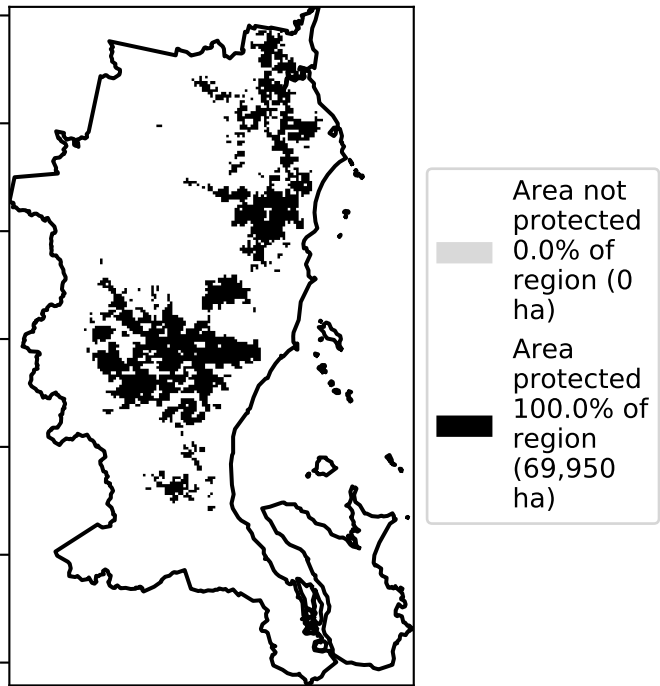 Area not
protected
0.0% of
region (0
ha)
Area
protected
100.0% of
region
(69,950
ha)